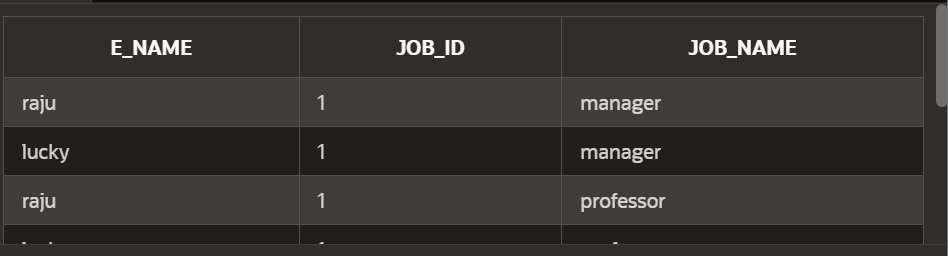 E_NAME JOB_ID JOB_NAME
raju 1 manager
lucky 1 manager
raju 1 professor